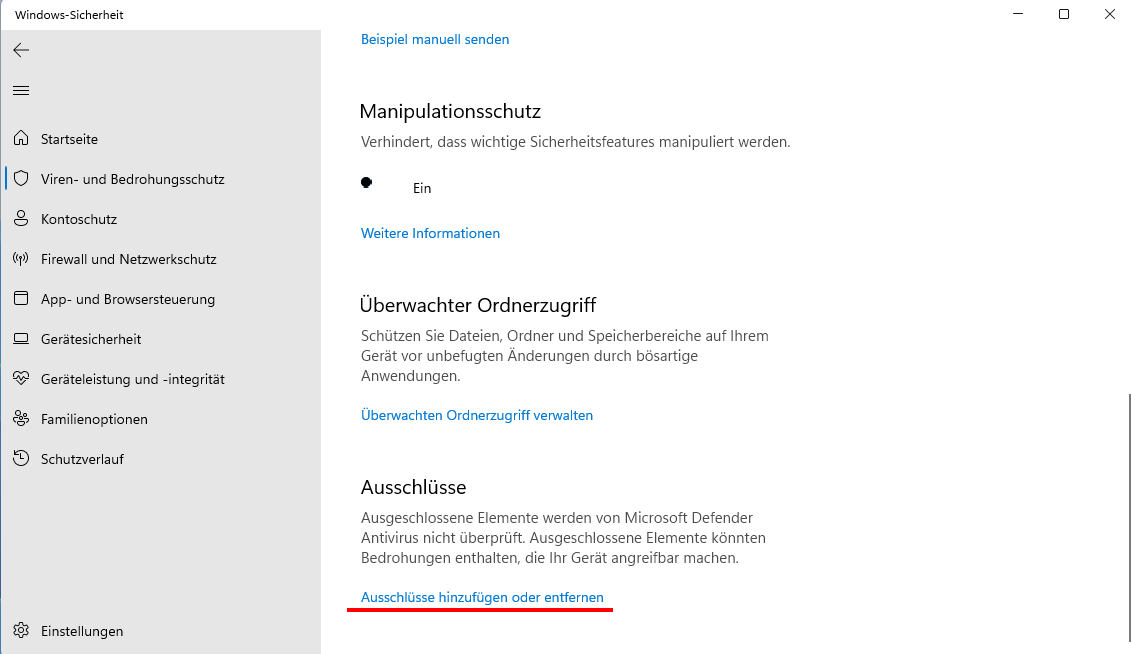 Windows-Sicherheit
Startseite
Viren- und Bedrohungsschutz
Kontoschutz
Firewall und Netzwerkschutz
App- und Browsersteuerung
Gerätesicherheit
Geräteleistung und -integrität
Familienoptionen
Schutzverlauf
Einstellungen
Beispiel manuell senden
Manipulationsschutz
Verhindert, dass wichtige Sicherheitsfeatures manipuliert werden.
Ein
Weitere Informationen
Überwachter Ordnerzugriff
Schützen Sie Dateien, Ordner und Speicherbereiche auf Ihrem
Gerät vor unbefugten Änderungen durch bösartige
Anwendungen.
Überwachten Ordnerzugriff verwalten
Ausschlüsse
Ausgeschlossene Elemente werden von Microsoft Defender
Antivirus nicht überprüft. Ausgeschlossene Elemente könnten
Bedrohungen enthalten, die Ihr Gerät angreifbar machen.
Ausschlüsse hinzufügen oder entfernen